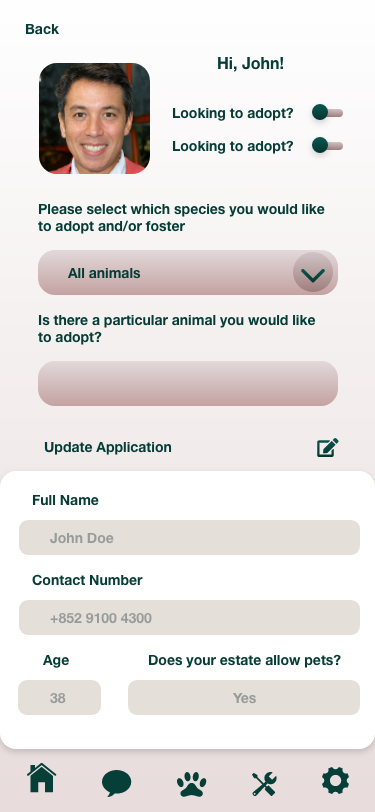 Back
Hi, John!
Looking to adopt?
Looking to adopt?
Please select which species you would like
to adopt and/or foster
All animals
Is there a particular animal you would like
to adopt?
Update Application
Full Name
John Doe
Contact Number
+852 9100 4300
Age
Does your estate allow pets?
38
Yes